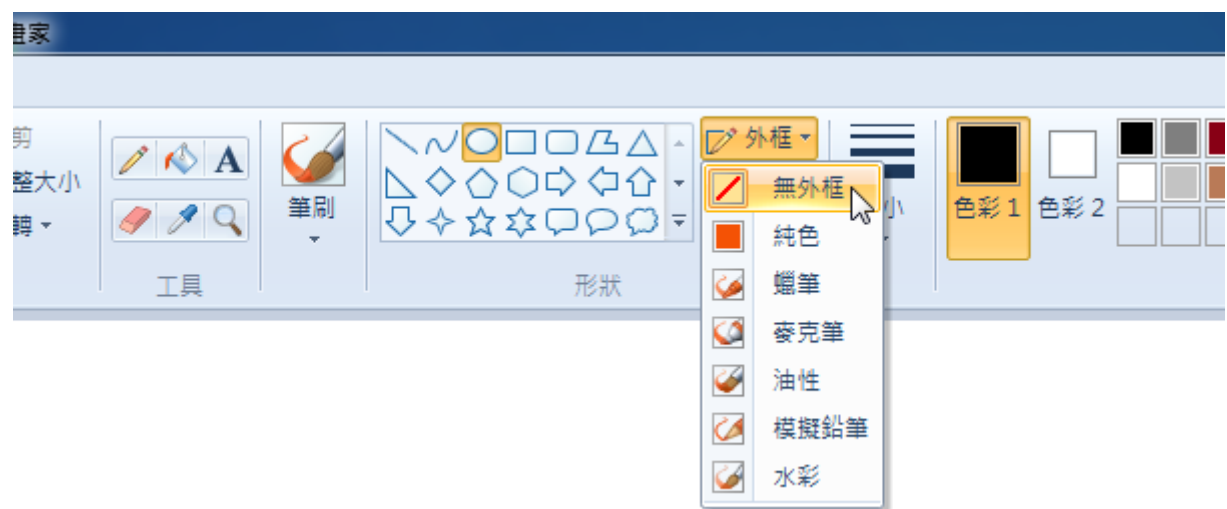 畫家
剪
整大小
轉
A
工具
筆刷
形狀
外框
無外框
純色
蠟筆
麥克筆
油性
模擬鉛筆
水彩
小
色彩 1
色彩 2